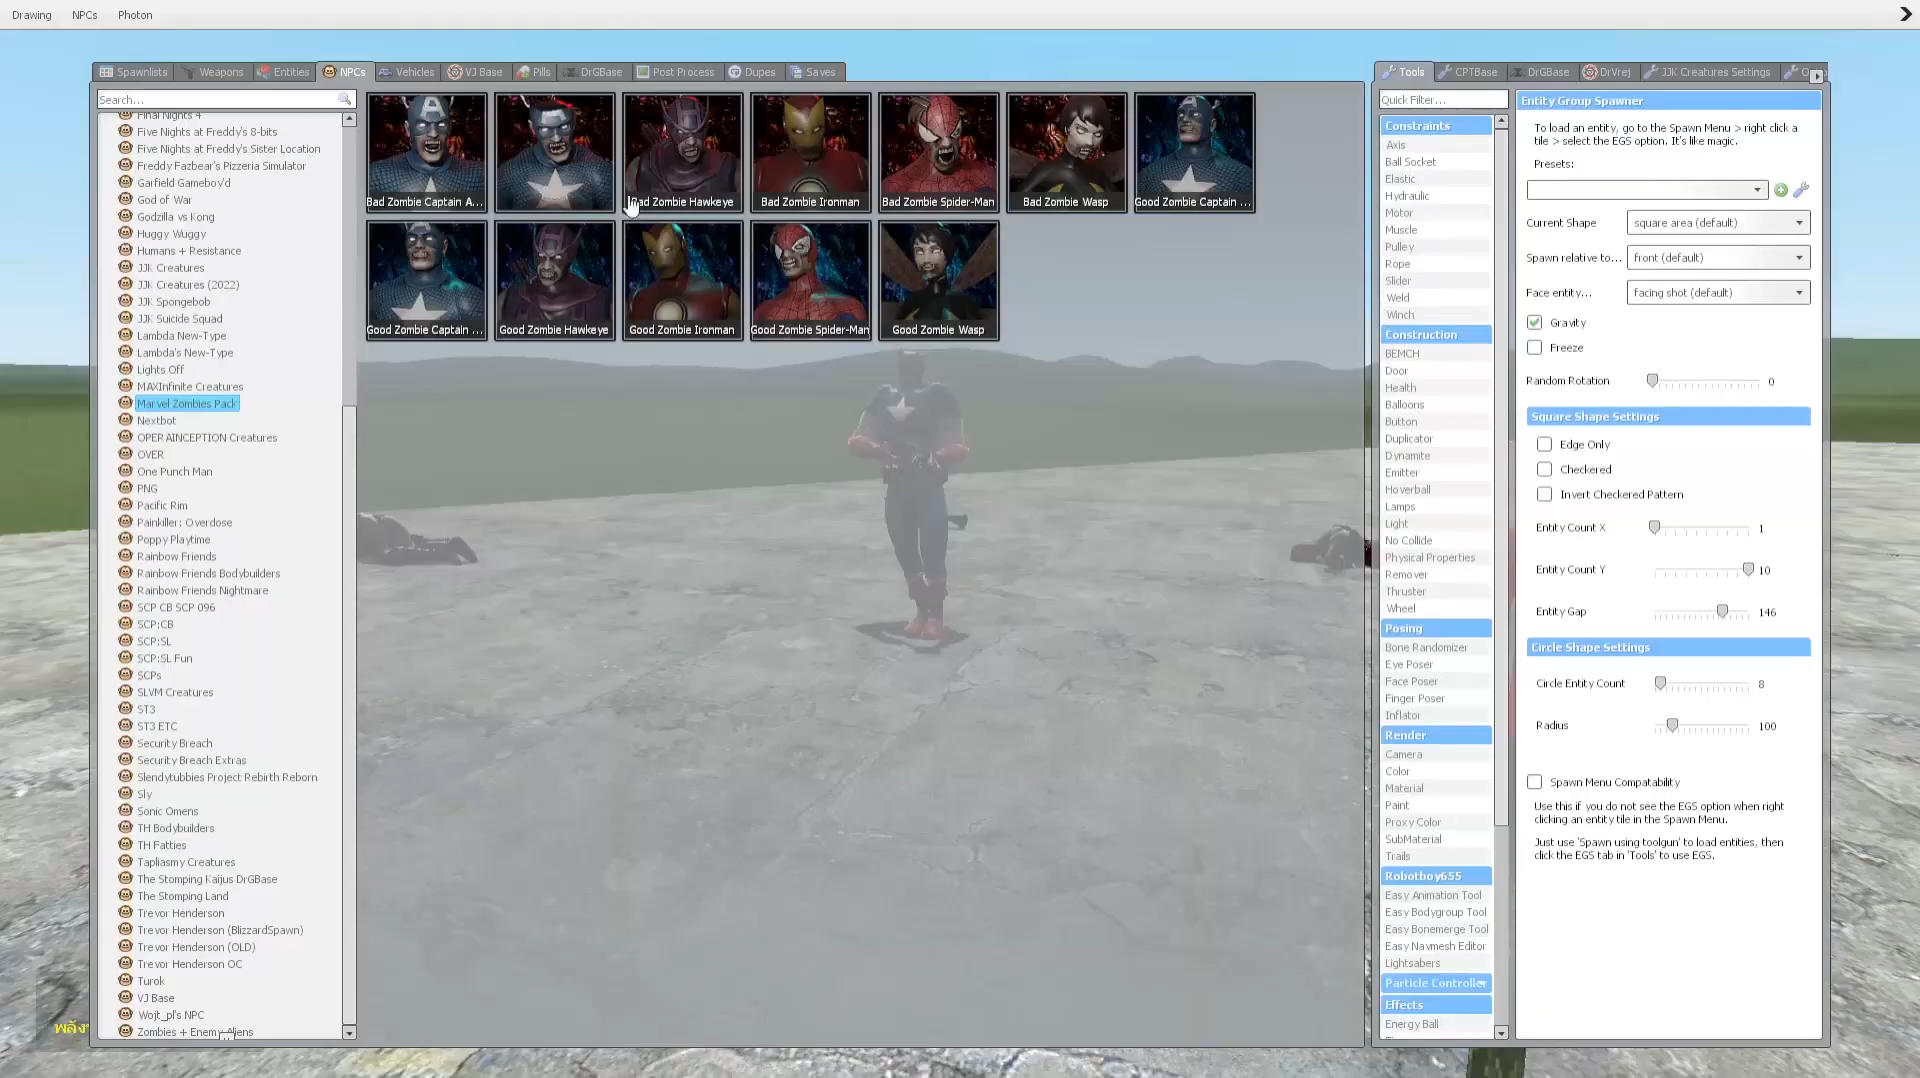 Drawing NPCs Photon
Spawnlists Weapons Entities NPCs Vehicles VJ Base Pills DrGBase Post Process Dupes Saves
Search...
Final Nights 4
Five Nights at Freddy's 8-bits
Five Nights at Freddy's Sister Location
Freddy Fazbear's Pizzeria Simulator
Garfield Gameboy'd
God of War
Godzilla vs Kong
Huggy Wuggy
Humans + Resistance
JJK Creatures
JJK Creatures (2022)
JJK Spongebob
JJK Suicide Squad
Lambda New-Type
Lambda's New-Type
Lights Off
MAXInfinite Creatures
Marvel Zombies Pack
Nextbot
OPERAINCEPTION Creatures
OVER
One Punch Man
PNG
Pacific Rim
Painkiller: Overdose
Poppy Playtime
Rainbow Friends
Rainbow Friends Bodybuilders
Rainbow Friends Nightmare
SCP CB SCP 096
SCP:CB
SCP:SL
SCP:SL Fun
SCPs
SLVM Creatures
ST3
ST3 ETC
Security Breach
Security Breach Extras
Slendytubbies Project Rebirth Reborn
Sly
Sonic Omens
TH Bodybuilders
TH Fatties
Tapliasmy Creatures
The Stomping Kaijus DrGBase
The Stomping Land
Trevor Henderson
Trevor Henderson (BlizzardSpawn)
Trevor Henderson (OLD)
Trevor Henderson OC
Turok
VJ Base
Wojt_pl's NPC
Zombies + Enemy Aliens
Bad Zombie Captain A...
Bad Zombie Hawkeye
Bad Zombie Ironman
Bad Zombie Spider-Man
Bad Zombie Wasp
Good Zombie Captain ...
Good Zombie Captain ...
Good Zombie Hawkeye
Good Zombie Ironman
Good Zombie Spider-Man
Good Zombie Wasp
Tools CPTBase DrGBASE DrVrej JJK Creatures Settings
Quick Filter...
Constraints
Axis
Ball Socket
Elastic
Hydraulic
Motor
Muscle
Pulley
Rope
Slider
Weld
Winch
Construction
BEMCH
Door
Health
Balloons
Button
Duplicator
Dynamite
Emitter
Hoverball
Lamps
Light
No Collide
Physical Properties
Remover
Thruster
Wheel
Posing
Bone Randomizer
Eye Poser
Face Poser
Finger Poser
Inflator
Render
Camera
Color
Material
Paint
Proxy Color
SubMaterial
Trails
Robotboy655
Easy Animation Tool
Easy Bodygroup Tool
Easy Bonemerge Tool
Easy Navmesh Editor
Lightsabers
Particle Controller
Effects
Energy Ball
Entity Group Spawner
To load an entity, go to the Spawn Menu > right click a
tile > select the EGS option. It's like magic.
Presets:
Current Shape square area (default)
Spawn relative to... front (default)
Face entity... facing shot (default)
Gravity
Freeze
Random Rotation 0
Square Shape Settings
Edge Only
Checkered
Invert Checkered Pattern
Entity Count X 1
Entity Count Y 10
Entity Gap 146
Circle Shape Settings
Circle Entity Count 8
Radius 100
Spawn Menu Compatability
Use this if you do not see the EGS option when right
clicking an entity tile in the Spawn Menu.
Just use 'Spawn using toolgun' to load entities, then
click the EGS tab in 'Tools' to use EGS.